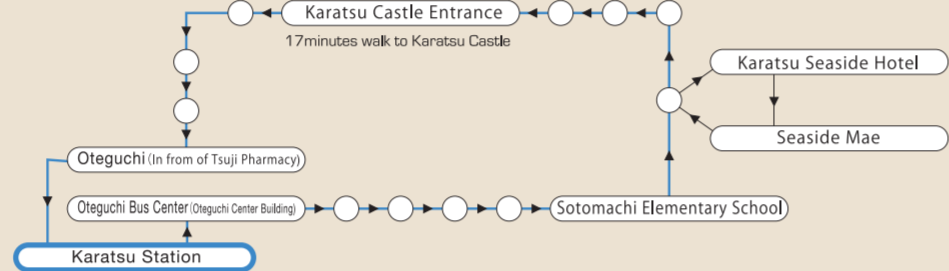 Karatsu Castle Entrance
17minutes walk to Karatsu Castle
Karatsu Seaside Hotel
Seaside Mae
Oteguchi (In from of Tsuji Pharmacy)
Oteguchi Bus Center (Oteguchi Center Building)
Sotomachi Elementary School
Karatsu Station